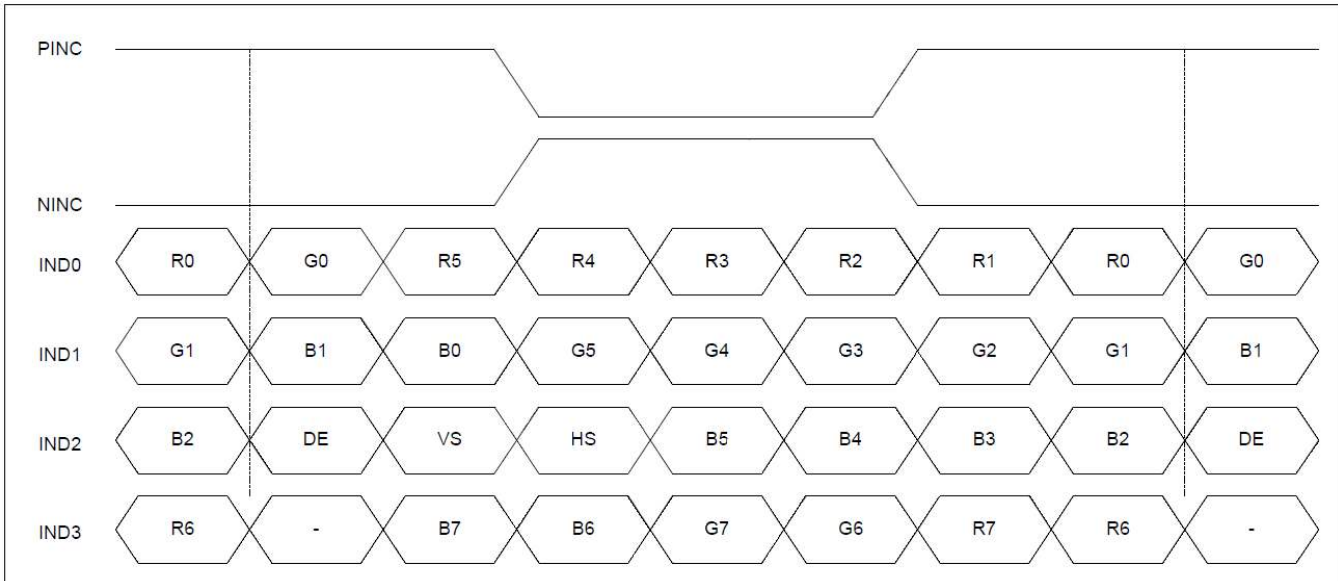 PINC
NINC
IND0 R0 G0 R5 R4 R3 R2 R1 R0 G0
IND1 G1 B1 B0 G5 G4 G3 G2 G1 B1
IND2 B2 DE VS HS B5 B4 B3 B2 DE
IND3 R6 - B7 B6 G7 G6 R7 R6 -